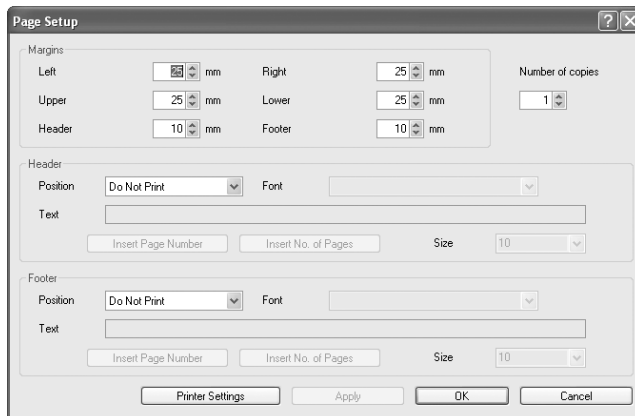 Page Setup
Margins
Left 25 mm Right 25 mm Number of copies
Upper 25 mm Lower 25 mm 1
Header 10 mm Footer 10 mm
Header
Position Do Not Print Font
Text
Insert Page Number Insert No. of Pages Size 10
Footer
Position Do Not Print Font
Text
Insert Page Number Insert No. of Pages Size 10
Printer Settings Apply OK Cancel